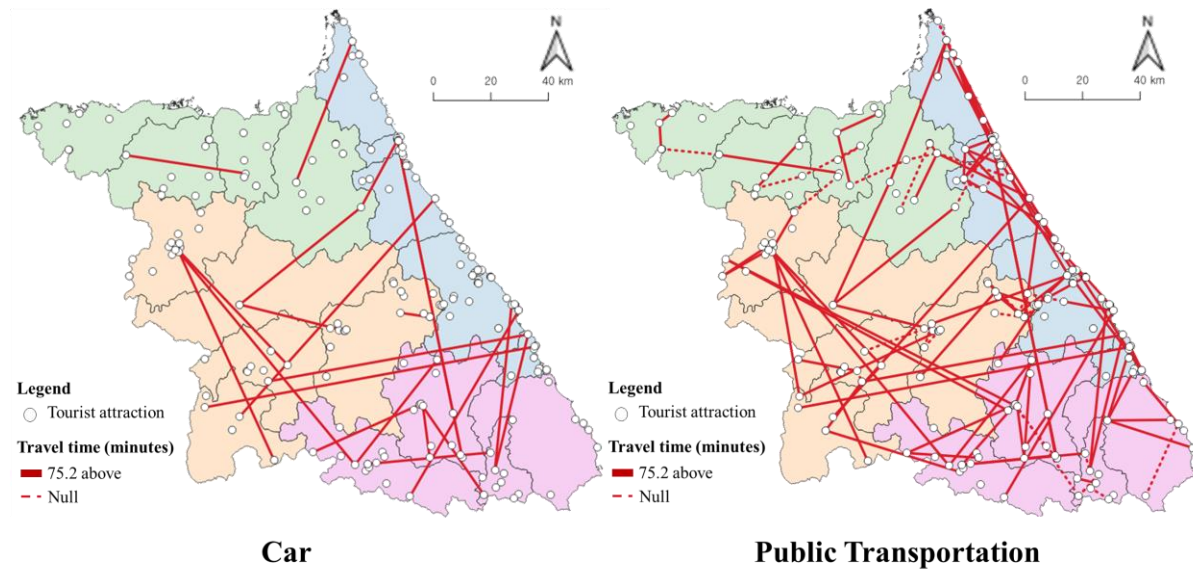 N
0 20 40 km
Legend
Tourist attraction
Travel time (minutes)
75.2 above
Null
Car
N
0 20 40 km
Legend
Tourist attraction
Travel time (minutes)
75.2 above
Null
Public Transportation